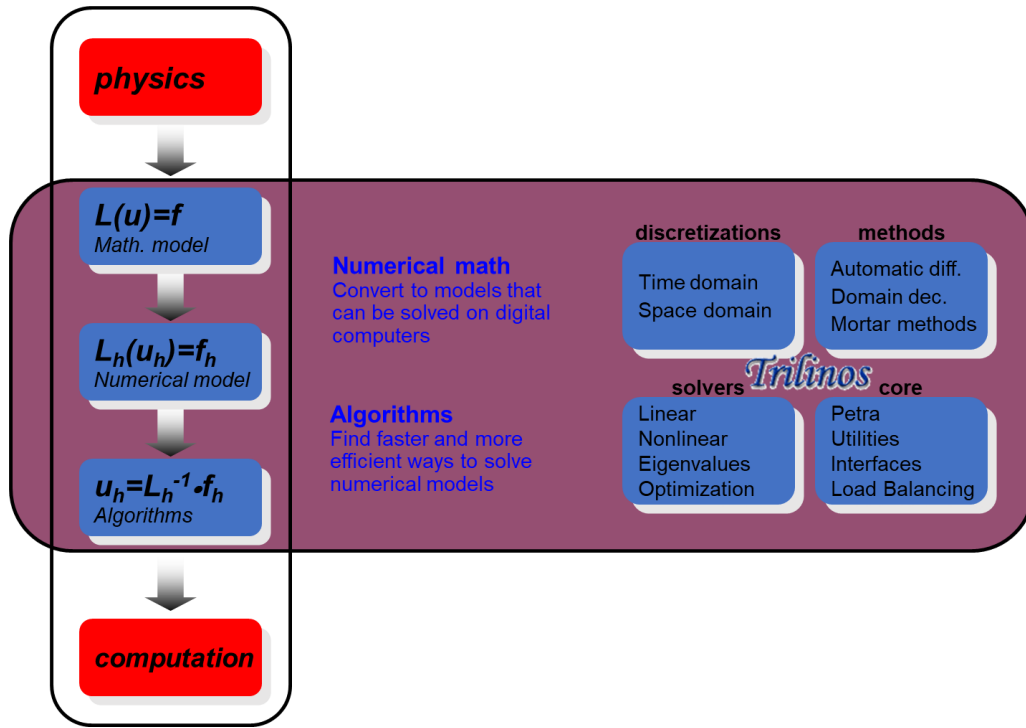 physics
L(u)=f
Math. model
Lₕ(uₕ)=fₕ
Numerical model
uₕ=Lₕ⁻¹•fₕ
Algorithms
computation
Numerical math
Convert to models that
can be solved on digital
computers
Algorithms
Find faster and more
efficient ways to solve
numerical models
discretizations
Time domain
Space domain
methods
Automatic diff.
Domain dec.
Mortar methods
Trilinos
solvers
Linear
Nonlinear
Eigenvalues
Optimization
core
Petra
Utilities
Interfaces
Load Balancing